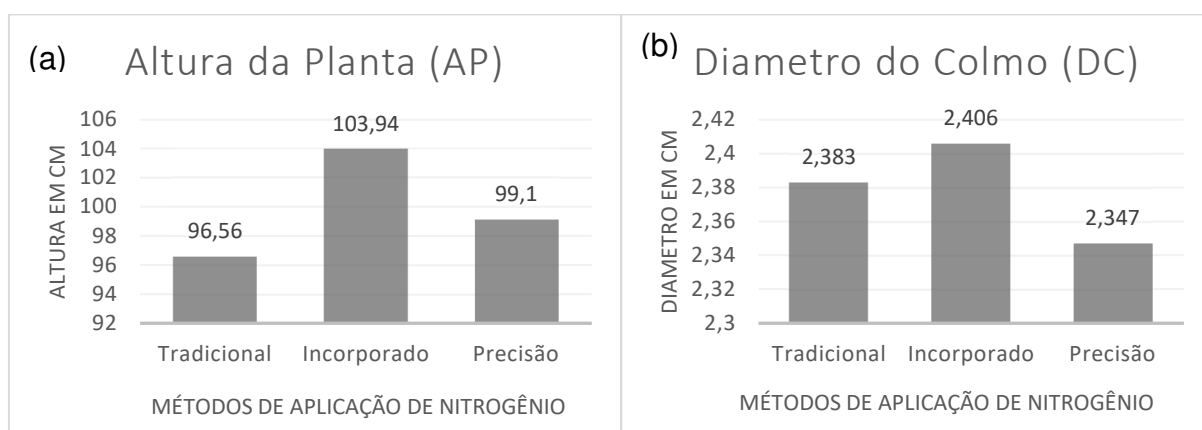 (a) Altura da Planta (AP)
ALTURA EM CM
106
104
102
100
98
96
94
92
96,56
103,94
99,1
Tradicional Incorporado Precisão
MÉTODOS DE APLICAÇÃO DE NITROGÊNIO
(b) Diametro do Colmo (DC)
DIAMETRO EM CM
2,42
2,4
2,38
2,36
2,34
2,32
2,3
2,383
2,406
2,347
Tradicional Incorporado Precisão
MÉTODOS DE APLICAÇÃO DE NITROGÊNIO